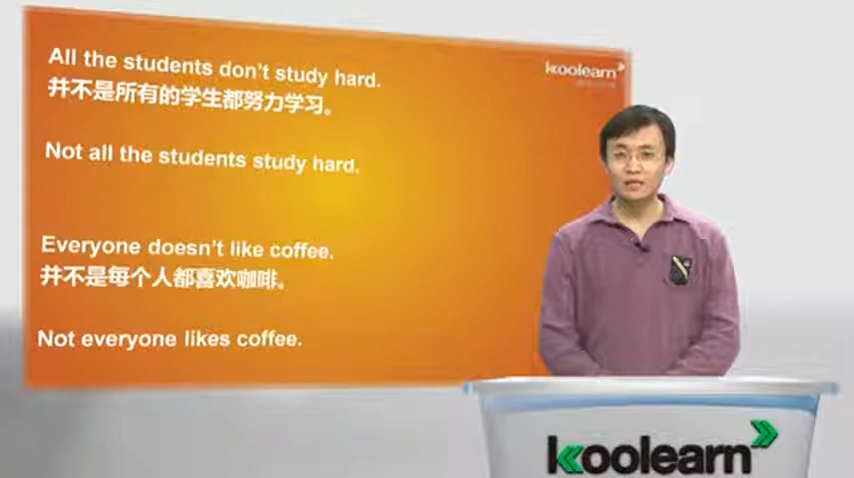 koolearn
All the students don't study hard.
并不是所有的学生都努力学习。
Not all the students study hard.
Everyone doesn't like coffee.
并不是每个人都喜欢咖啡。
Not everyone likes coffee.
koolearn